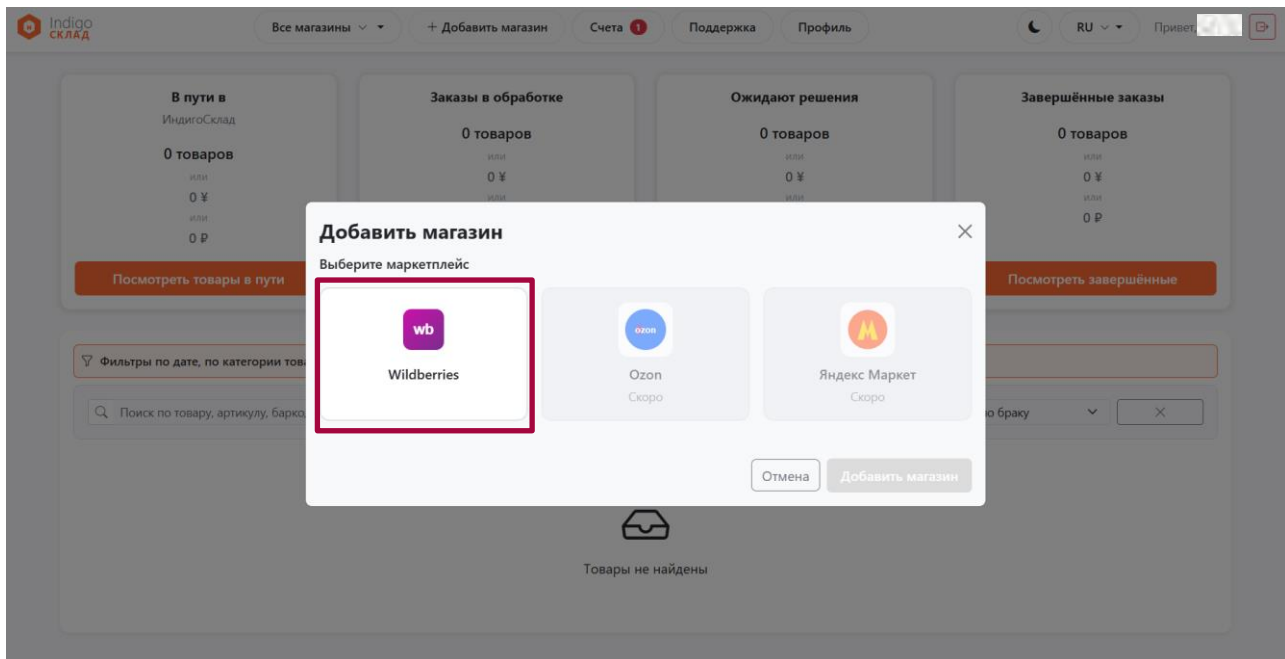 Indigo
СКЛАД
Все магазины
+ Добавить магазин
Счета 1
Поддержка
Профиль
RU
Привет,
В пути в
ИндигоСклад
0 товаров
или
0 ¥
или
0 ₽
Посмотреть товары в пути
Заказы в обработке
0 товаров
или
0 ¥
или
Ожидают решения
0 товаров
или
0 ¥
или
Завершённые заказы
0 товаров
или
0 ¥
или
0 ₽
Посмотреть завершённые
Добавить магазин
Выберите маркетплейс
wb
Wildberries
ozon
Ozon
Скоро
Яндекс Маркет
Скоро
Отмена
Добавить магазин
Фильтры по дате, по категории
Поиск по товару, артикулу,
браку
Товары не найдены